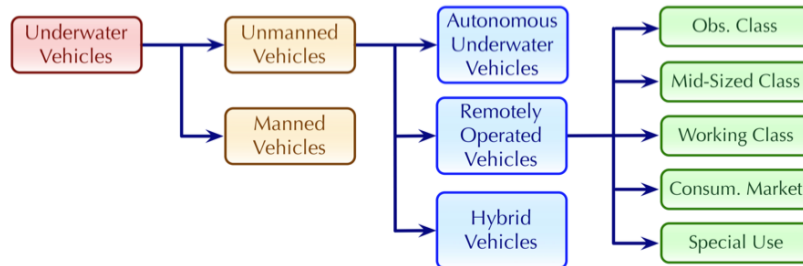 Underwater
Vehicles
Unmanned
Vehicles
Manned
Vehicles
Autonomous
Underwater
Vehicles
Remotely
Operated
Vehicles
Hybrid
Vehicles
Obs. Class
Mid-Sized Class
Working Class
Consum. Market
Special Use